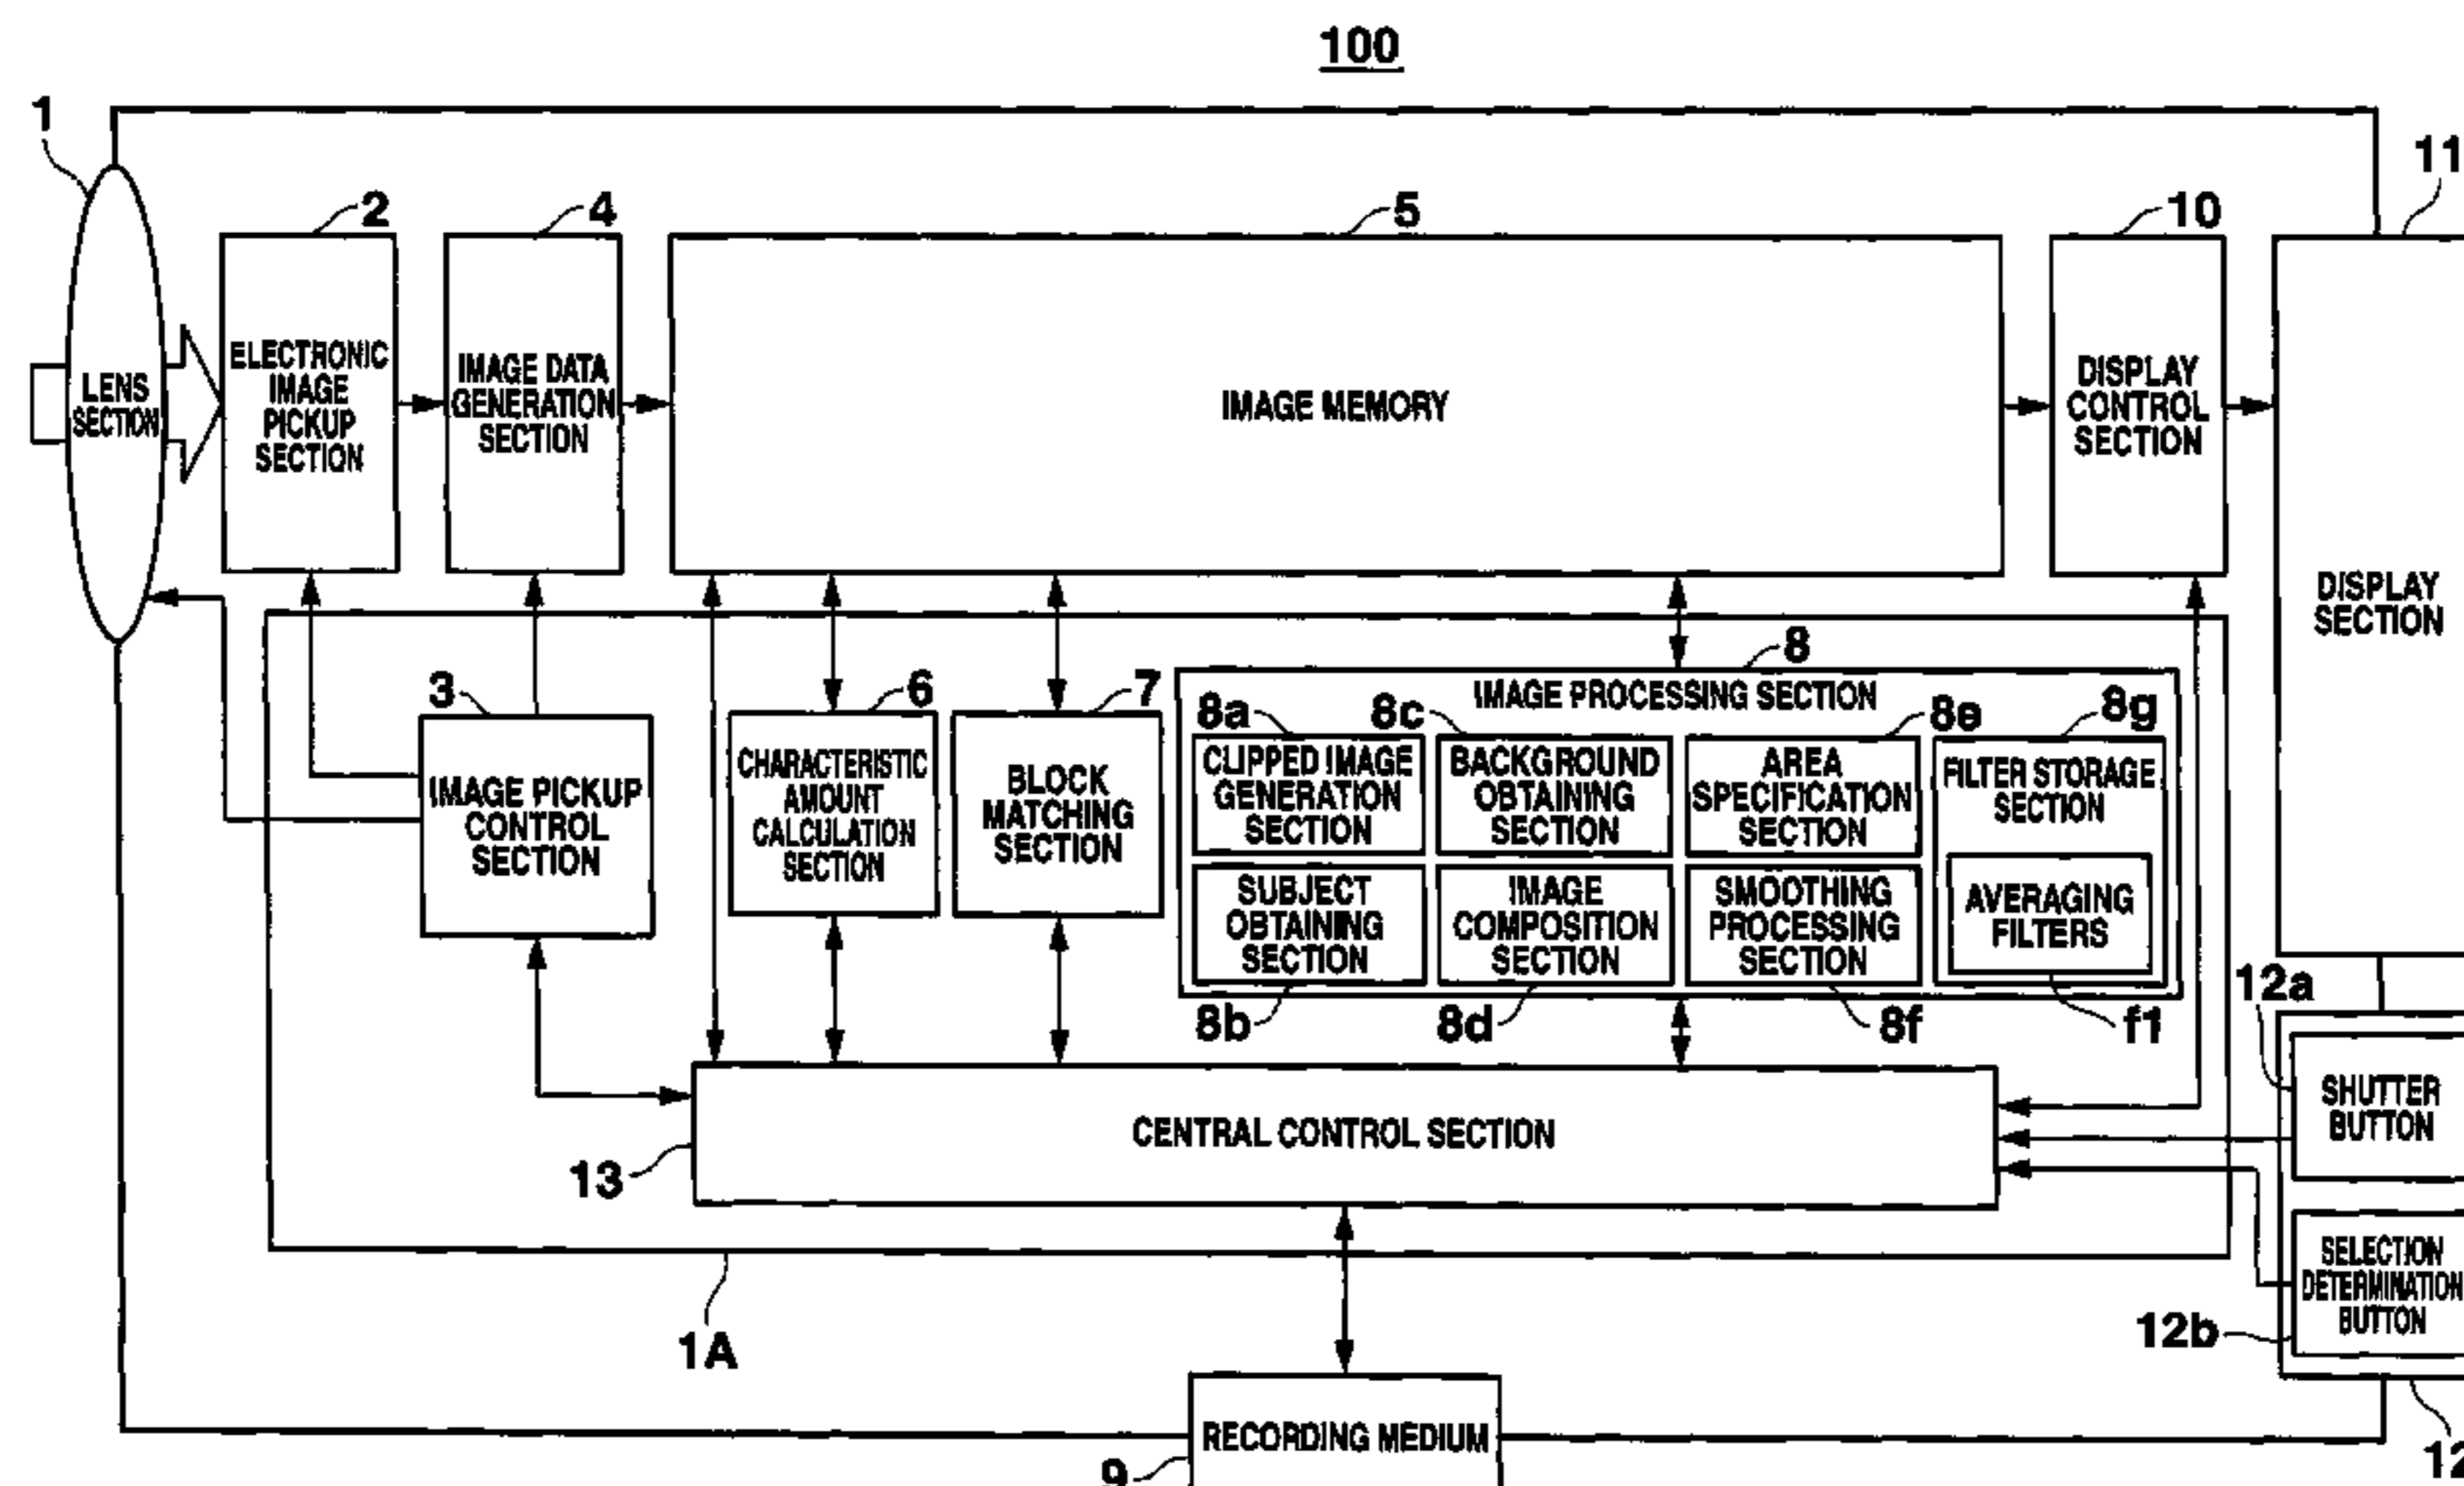 100
1
2
4
5
10
11
LENS
SECTION
ELECTRONIC
IMAGE
PICKUP
SECTION
IMAGE DATA
GENERATION
SECTION
IMAGE MEMORY
DISPLAY
CONTROL
SECTION
DISPLAY
SECTION
3
IMAGE PICKUP
CONTROL
SECTION
6
CHARACTERISTIC
AMOUNT
CALCULATION
SECTION
7
BLOCK
MATCHING
SECTION
8
IMAGE PROCESSING SECTION
8a
CLIPPED IMAGE
GENERATION
SECTION
8c
BACKGROUND
OBTAINING
SECTION
8e
AREA
SPECIFICATION
SECTION
8g
FILTER STORAGE
SECTION
SUBJECT
OBTAINING
SECTION
8b
IMAGE
COMPOSITION
SECTION
8d
SMOOTHING
PROCESSING
SECTION
8f
AVERAGING
FILTERS
f1
CENTRAL CONTROL SECTION
13
12a
SHUTTER
BUTTON
SELECTION
DETERMINATION
BUTTON
12b
12
1A
RECORDING MEDIUM
9